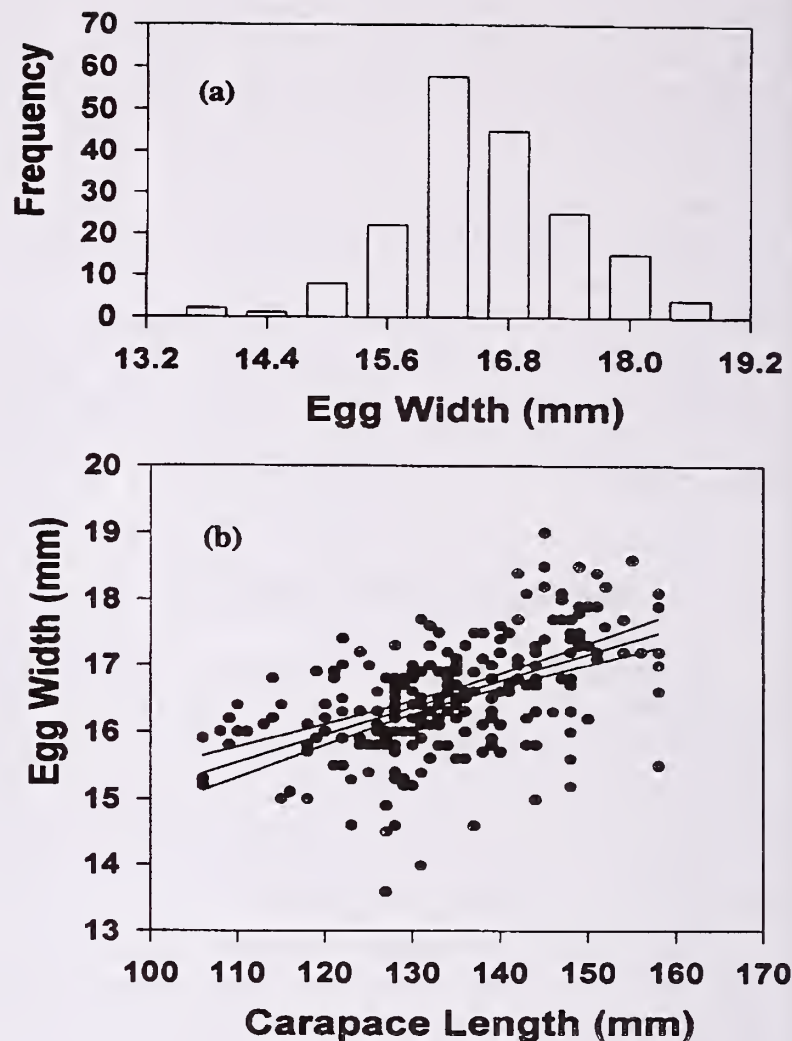 70
60
50
40
30
20
10
0
Frequency
(a)
13.2 14.4 15.6 16.8 18.0 19.2
Egg Width (mm)
20
19
18
17
16
15
14
13
Egg Width (mm)
(b)
100 110 120 130 140 150 160 170
Carapace Length (mm)